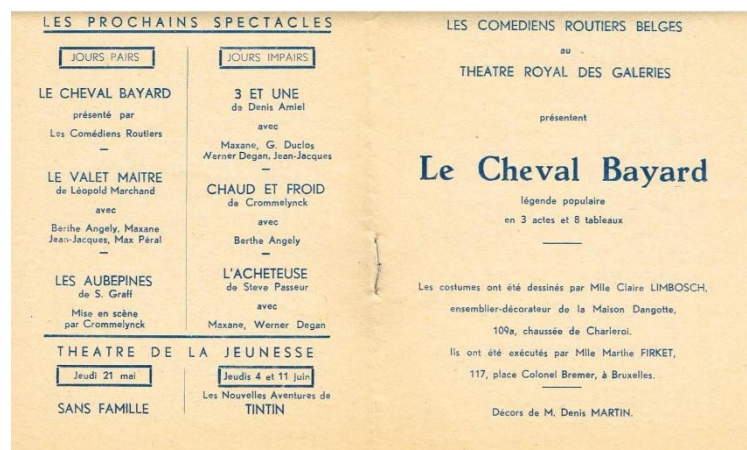 LES PROCHAINS SPECTACLES
JOURS PAIRS
LE CHEVAL BAYARD
présenté par
Les Comédiens Routiers
LE VALET MAITRE
de Léopold Marchand
avec
Berthe Angely, Maxane
Jean-Jacques, Max Péral
LES AUBEPINES
de S. Graff
Mise en scène
par Crommelynck
JOURS IMPAIRS
3 ET UNE
de Denis Amiel
avec
Maxane, G. Duclos
Werner Degan, Jean-Jacques
CHAUD ET FROID
de Crommelynck
avec
Berthe Angely
L'ACHETEUSE
de Steve Passeur
avec
Maxane, Werner Degan
THEATRE DE LA JEUNESSE
Jeudi 21 mai
SANS FAMILLE
Jeudis 4 et 11 juin
Les Nouvelles Aventures de
TINTIN
LES COMEDIENS ROUTIERS BELGES
au
THEATRE ROYAL DES GALERIES
présentent
Le Cheval Bayard
légende populaire
en 3 actes et 8 tableaux
Les costumes ont été dessinés par Mlle Claire LIMBOSCH,
ensemblier-décorateur de la Maison Dangotte,
109a, chaussée de Charleroi.
Ils ont été exécutés par Mlle Marthe FIRKET,
117, place Colonel Bremer, à Bruxelles.
Décors de M. Denis MARTIN.